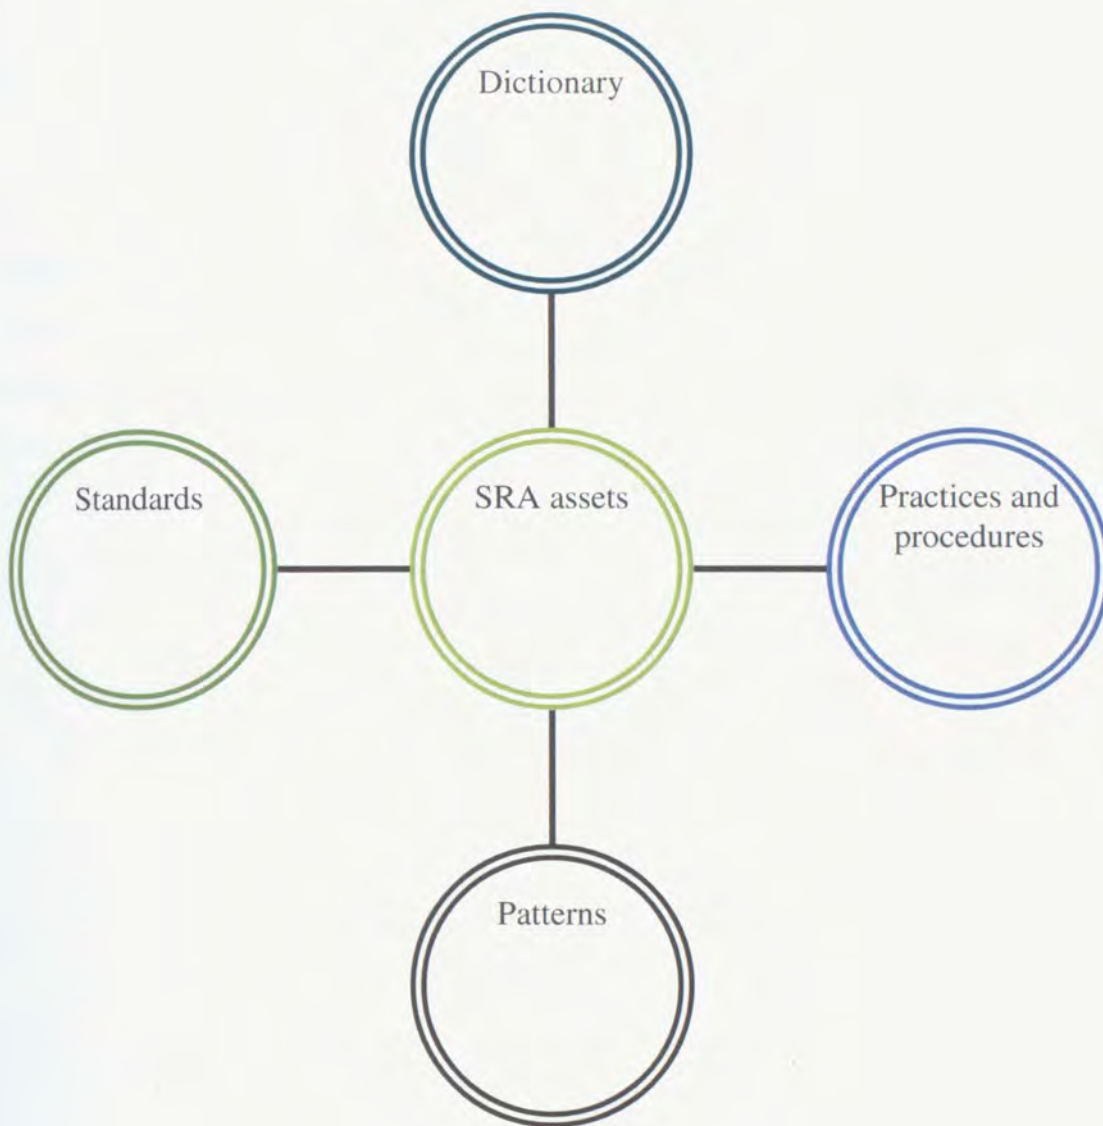 Dictionary
Standards
SRA assets
Practices and
procedures
Patterns